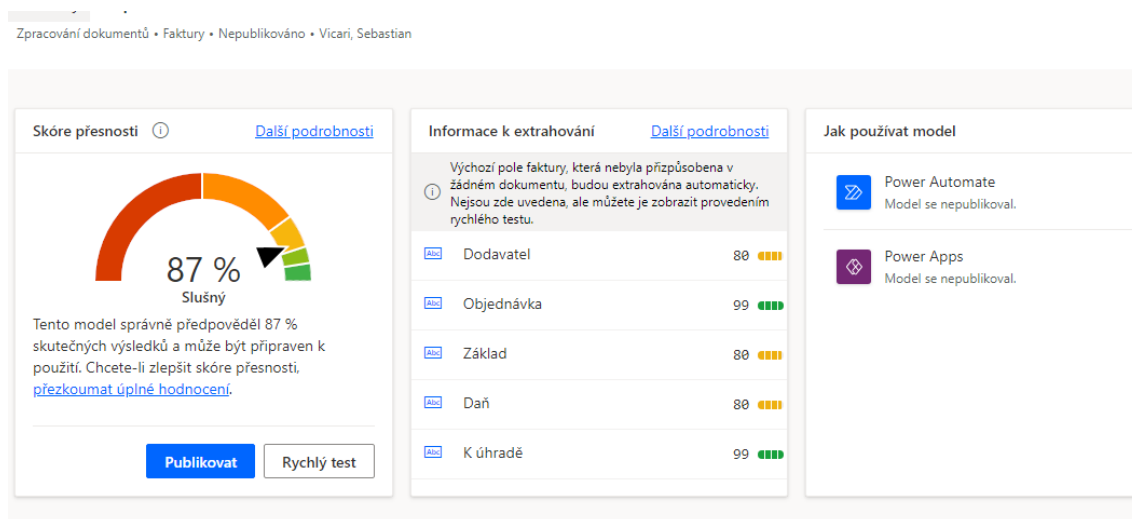 Zpracování dokumentů • Faktury • Nepublikováno • Vicari, Sebastian
Skóre přesnosti
Další podrobnosti
87 %
Slušný
Tento model správně předpověděl 87 %
skutečných výsledků a může být připraven k
použití. Chcete-li zlepšit skóre přesnosti,
přezkoumat úplné hodnocení.
Publikovat
Rychlý test
Informace k extrahování
Další podrobnosti
Výchozí pole faktury, která nebyla přizpůsobena v
žádném dokumentu, budou extrahována automaticky.
Nejsou zde uvedena, ale můžete je zobrazit provedením
rychlého testu.
Abc Dodavatel 80
Abc Objednávka 99
Abc Základ 80
Abc Daň 80
Abc K úhradě 99
Jak používat model
Power Automate
Model se nepublikoval.
Power Apps
Model se nepublikoval.